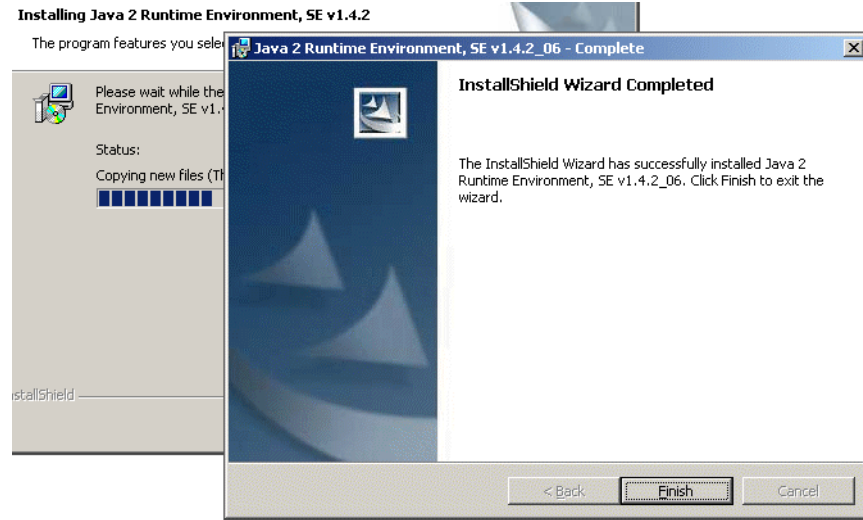 Installing Java 2 Runtime Environment, SE v1.4.2
The program features you sele
Please wait while the
Environment, SE v1.
Status:
Copying new files (Th
stallShield
Java 2 Runtime Environment, SE v1.4.2_06 - Complete
InstallShield Wizard Completed
The InstallShield Wizard has successfully installed Java 2
Runtime Environment, SE v1.4.2_06. Click Finish to exit the
wizard.
< Back Finish Cancel